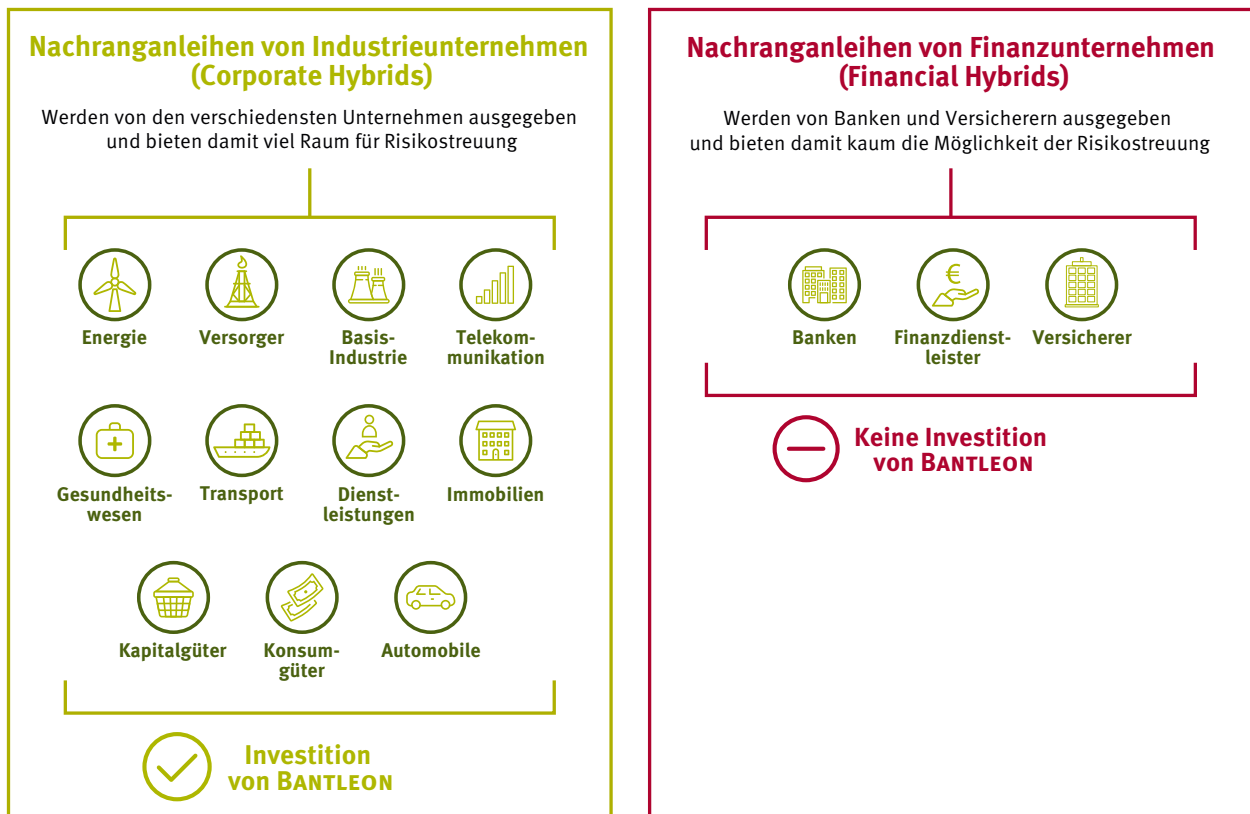 Nachranganleihen von Industrieunternehmen
(Corporate Hybrids)
Werden von den verschiedensten Unternehmen ausgegeben
und bieten damit viel Raum für Risikostreuung
Energie
Versorger
Basis-
Industrie
Telekom-
munikation
Gesundheits-
wesen
Transport
Dienst-
leistungen
Immobilien
Kapitalgüter
Konsum-
güter
Automobile
Investition
von BANTLEON
Nachranganleihen von Finanzunternehmen
(Financial Hybrids)
Werden von Banken und Versicherern ausgegeben
und bieten damit kaum die Möglichkeit der Risikostreuung
€
Banken
Finanzdienst-
leister
Versicherer
Keine Investition
von BANTLEON